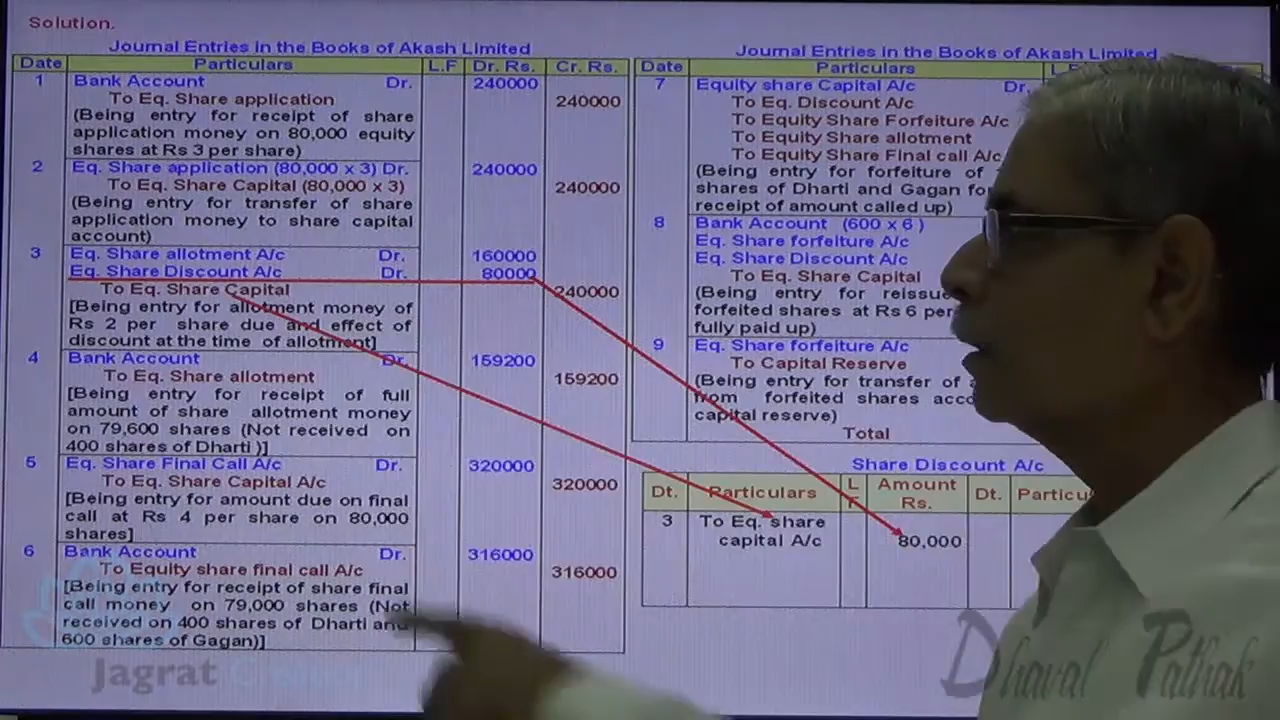 Solution.
Journal Entries in the Books of Akash Limited
Date Particulars L.F Dr. Rs. Cr. Rs.
1 Bank Account Dr. 240000
To Eq. Share application 240000
(Being entry for receipt of share
application money on 80,000 equity
shares at Rs 3 per share)
2 Eq. Share application (80,000 x 3) Dr. 240000
To Eq. Share Capital (80,000 x 3) 240000
(Being entry for transfer of share
application money to share capital
account)
3 Eq. Share allotment A/c Dr. 160000
Eq. Share Discount A/c Dr. 80000
To Eq. Share Capital 240000
[Being entry for allotment money of
Rs 2 per share due and effect of
discount at the time of allotment]
4 Bank Account Dr. 159200
To Eq. Share allotment 159200
[Being entry for receipt of full
amount of share allotment money
on 79,600 shares (Not received on
400 shares of Dharti )]
5 Eq. Share Final Call A/c Dr. 320000
To Eq. Share Capital A/c 320000
[Being entry for amount due on final
call at Rs 4 per share on 80,000
shares]
6 Bank Account Dr. 316000
To Equity share final call A/c 316000
[Being entry for receipt of share final
call money on 79,000 shares (Not
received on 400 shares of Dharti and
600 shares of Gagan)]
Journal Entries in the Books of Akash Limited
Date Particulars
7 Equity share Capital A/c Dr.
To Eq. Discount A/c
To Equity Share Forfeiture A/c
To Equity Share allotment
To Equity Share Final call A/c
(Being entry for forfeiture of
shares of Dharti and Gagan for
receipt of amount called up)
8 Bank Account (600 x 6 )
Eq. Share forfeiture A/c
Eq. Share Discount A/c
To Eq. Share Capital
(Being entry for
forfeited shares at Rs 6 per
fully paid up)
9 Eq. Share forfeiture A/c
To Capital Reserve
(Being entry for transfer of
from forfeited shares
capital reserve)
Total
Share Discount A/c
Dt. Particulars L F Amount Rs. Dt.
3 To Eq. share
capital A/c 80,000
Jagrat
Dhaval Pathak